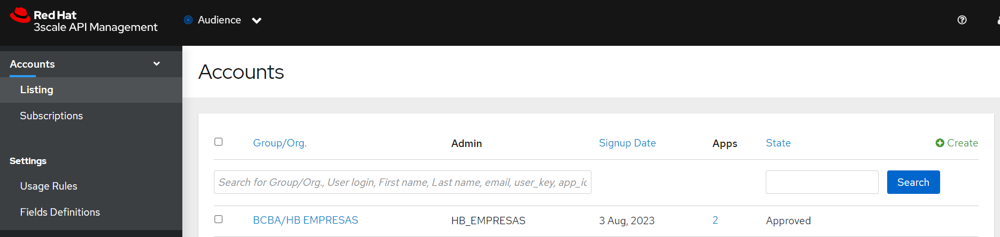 Red Hat
3scale API Management
Audience
Accounts
Listing
Subscriptions
Settings
Usage Rules
Fields Definitions
Accounts
Group/Org. Admin Signup Date Apps State Create
Search for Group/Org., User login, First name, Last name, email, user_key, app_ic
Search
BCBA/HB EMPRESAS HB_EMPRESAS 3 Aug, 2023 2 Approved